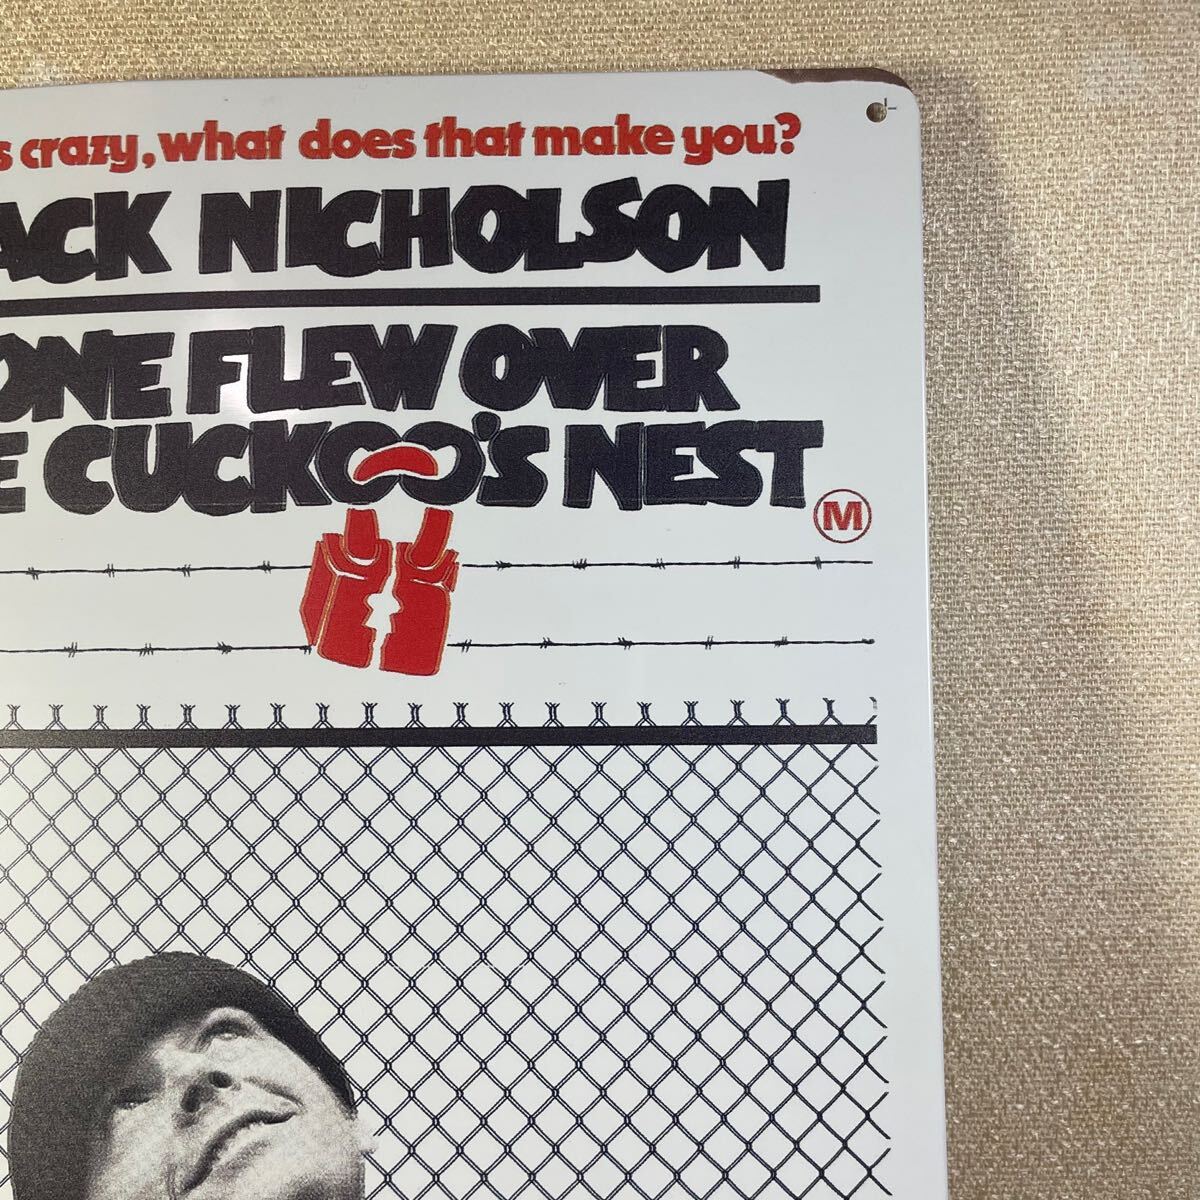 s crazy, what does that make you?
ACK NICHOLSON
ONE FLEW OVER
E CUCKOO'S NEST
M